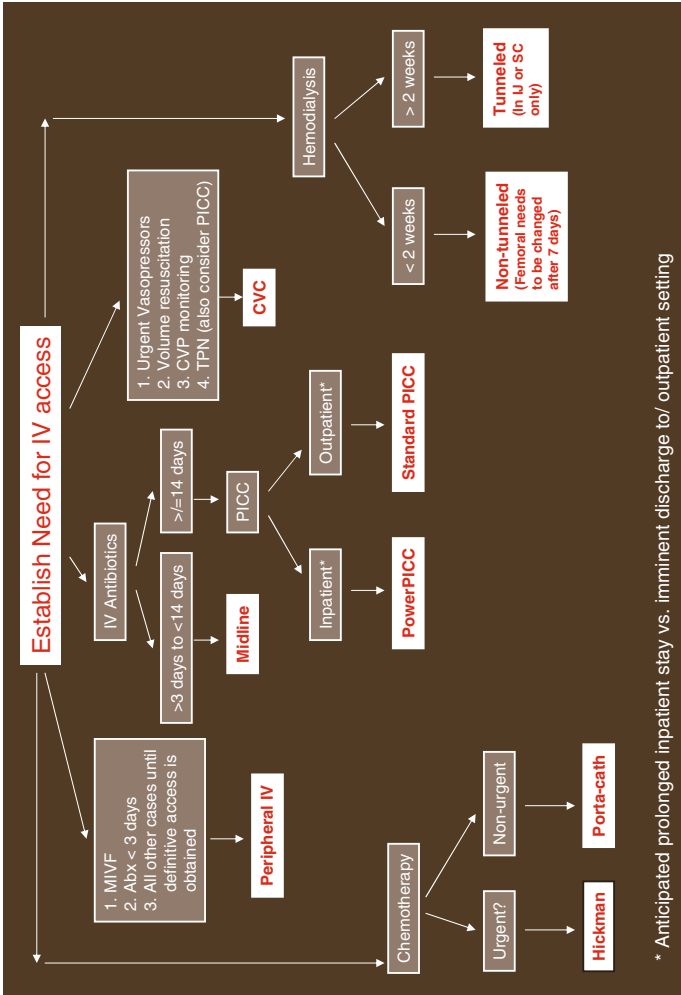 Establish Need for IV access
1. MIVF
2. Abx < 3 days
3. All other cases until
definitive access is
obtained
Peripheral IV
IV Antibiotics
>3 days to <14 days
Midline
>/=14 days
PICC
Inpatient*
PowerPICC
Outpatient*
Standard PICC
1. Urgent Vasopressors
2. Volume resuscitation
3. CVP monitoring
4. TPN (also consider PICC)
CVC
Chemotherapy
Urgent?
Hickman
Non-urgent
Porta-cath
Hemodialysis
< 2 weeks
Non-tunneled
(Femoral needs
to be changed
after 7 days)
> 2 weeks
Tunneled
(In IJ or SC
only)
* Anticipated prolonged inpatient stay vs. imminent discharge to/ outpatient setting